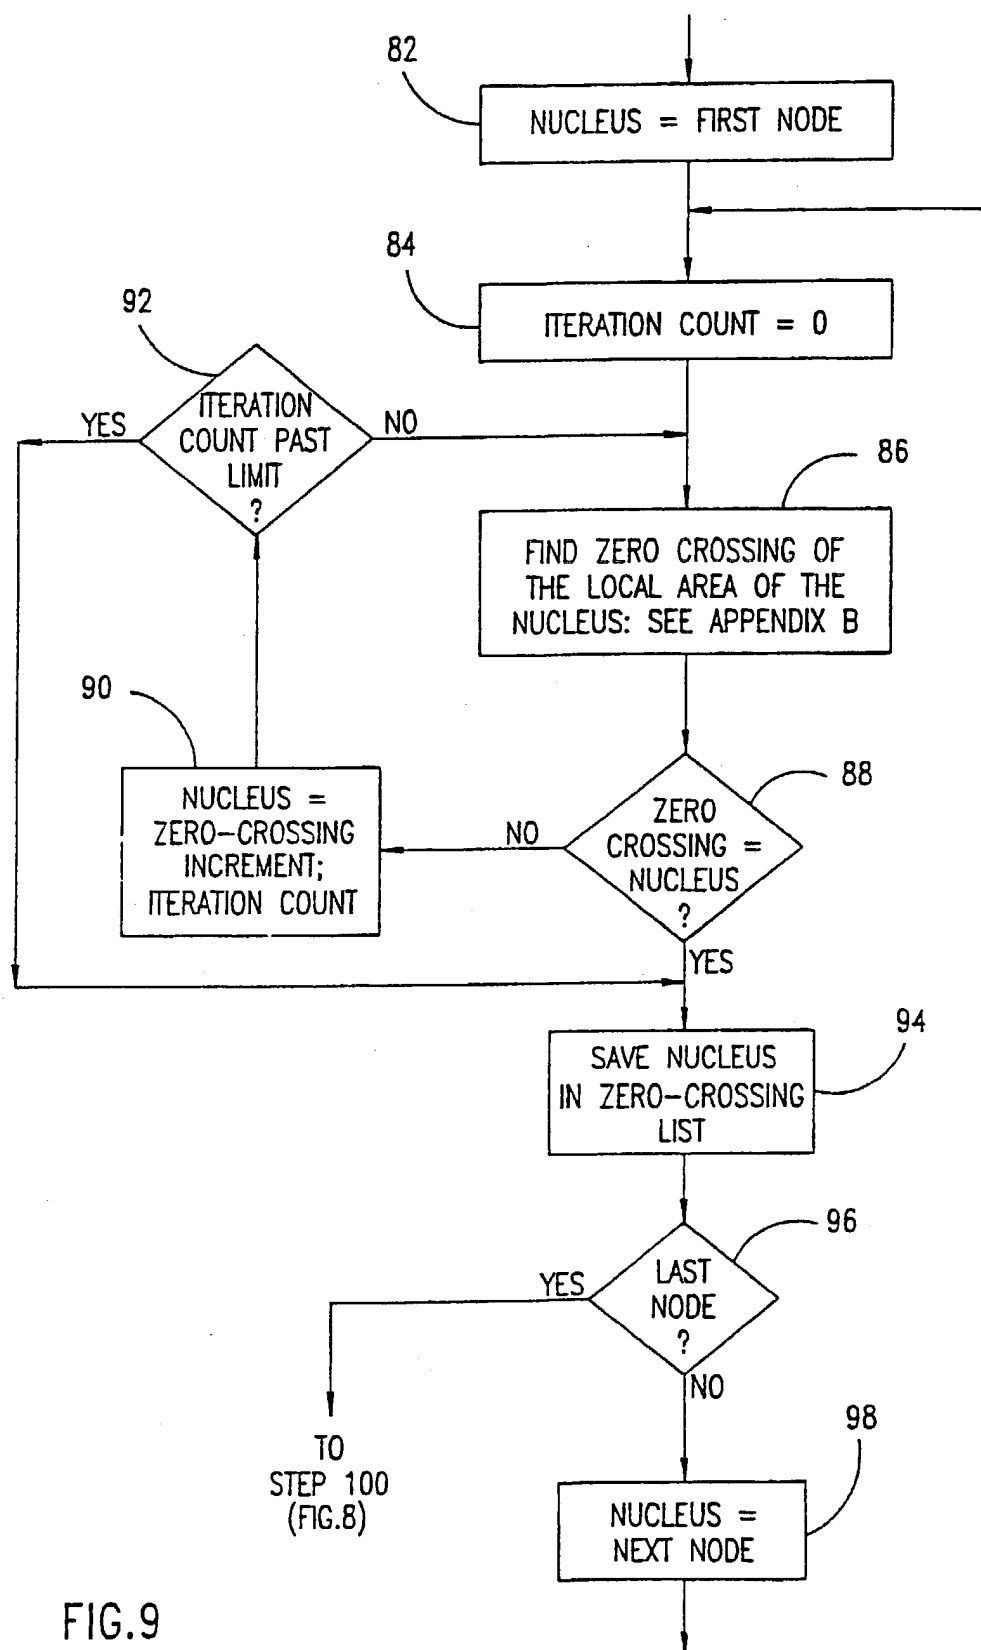 82
NUCLEUS = FIRST NODE
84
ITERATION COUNT = 0
92
ITERATION
COUNT PAST
LIMIT
?
YES
NO
86
FIND ZERO CROSSING OF
THE LOCAL AREA OF THE
NUCLEUS: SEE APPENDIX B
90
NUCLEUS =
ZERO-CROSSING
INCREMENT;
ITERATION COUNT
88
ZERO
CROSSING =
NUCLEUS
?
NO
YES
94
SAVE NUCLEUS
IN ZERO-CROSSING
LIST
96
LAST
NODE
?
YES
NO
TO
STEP 100
(FIG.8)
98
NUCLEUS =
NEXT NODE
FIG.9